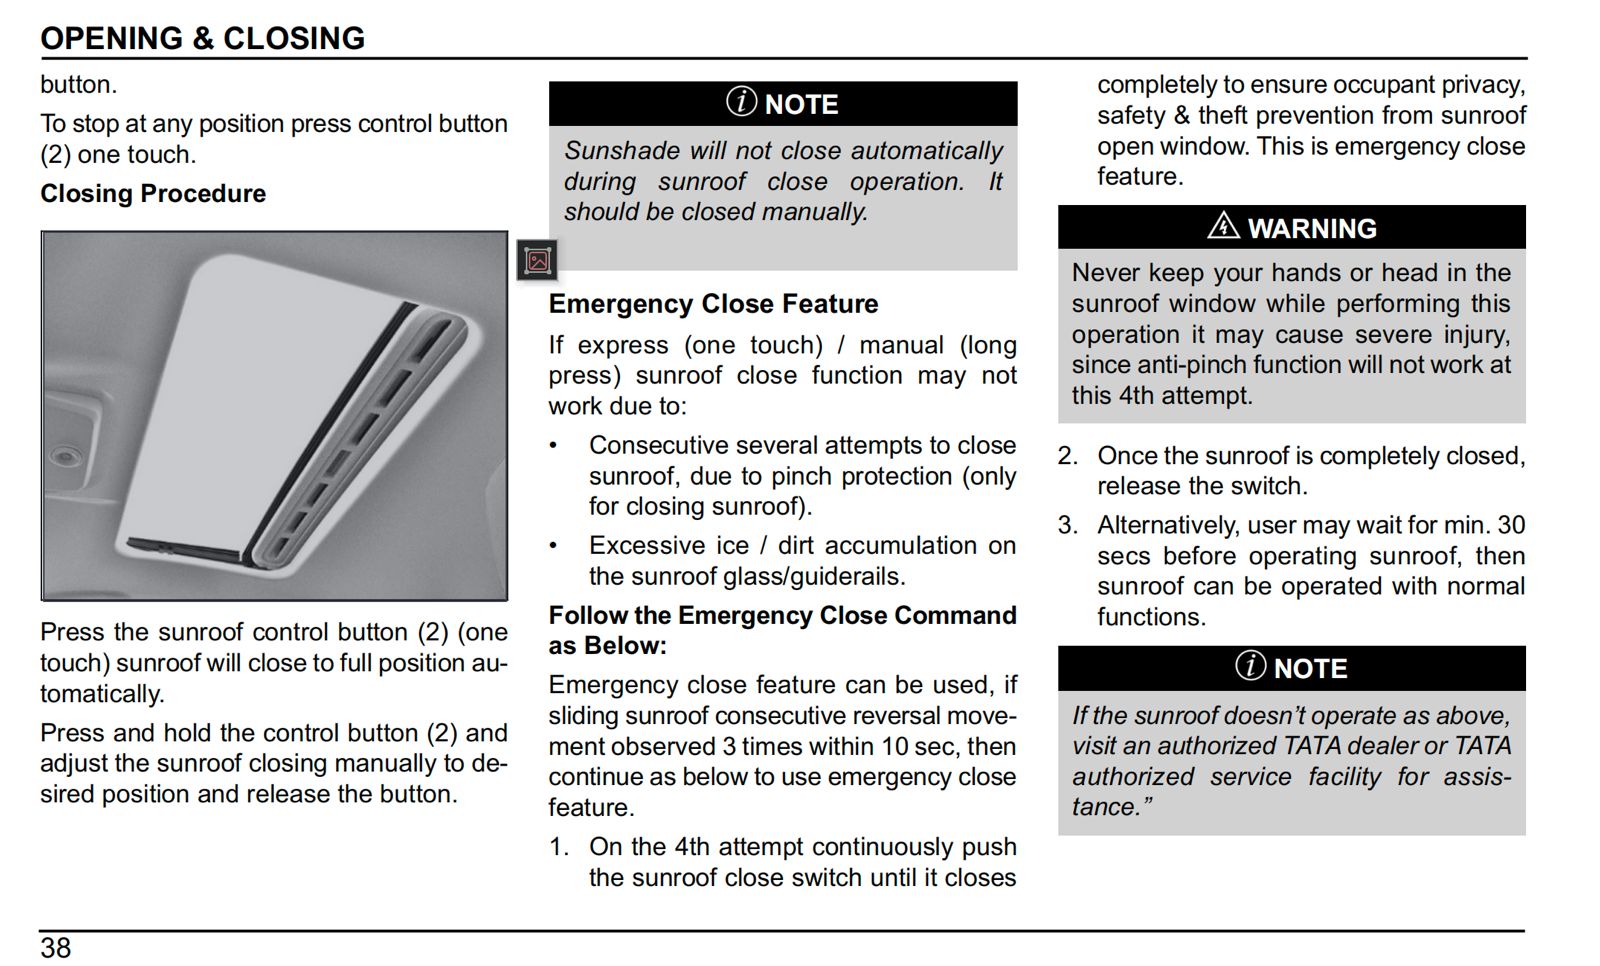 OPENING & CLOSING
button.
To stop at any position press control button
(2) one touch.
Closing Procedure
Press the sunroof control button (2) (one
touch) sunroof will close to full position au-
tomatically.
Press and hold the control button (2) and
adjust the sunroof closing manually to de-
sired position and release the button.
NOTE
Sunshade will not close automatically
during sunroof close operation. It
should be closed manually.
Emergency Close Feature
If express (one touch) / manual (long
press) sunroof close function may not
work due to:
• Consecutive several attempts to close
sunroof, due to pinch protection (only
for closing sunroof).
• Excessive ice / dirt accumulation on
the sunroof glass/guiderails.
Follow the Emergency Close Command
as Below:
Emergency close feature can be used, if
sliding sunroof consecutive reversal move-
ment observed 3 times within 10 sec, then
continue as below to use emergency close
feature.
1. On the 4th attempt continuously push
the sunroof close switch until it closes
completely to ensure occupant privacy,
safety & theft prevention from sunroof
open window. This is emergency close
feature.
WARNING
Never keep your hands or head in the
sunroof window while performing this
operation it may cause severe injury,
since anti-pinch function will not work at
this 4th attempt.
2. Once the sunroof is completely closed,
release the switch.
3. Alternatively, user may wait for min. 30
secs before operating sunroof, then
sunroof can be operated with normal
functions.
NOTE
If the sunroof doesn’t operate as above,
visit an authorized TATA dealer or TATA
authorized service facility for assis-
tance.”
38